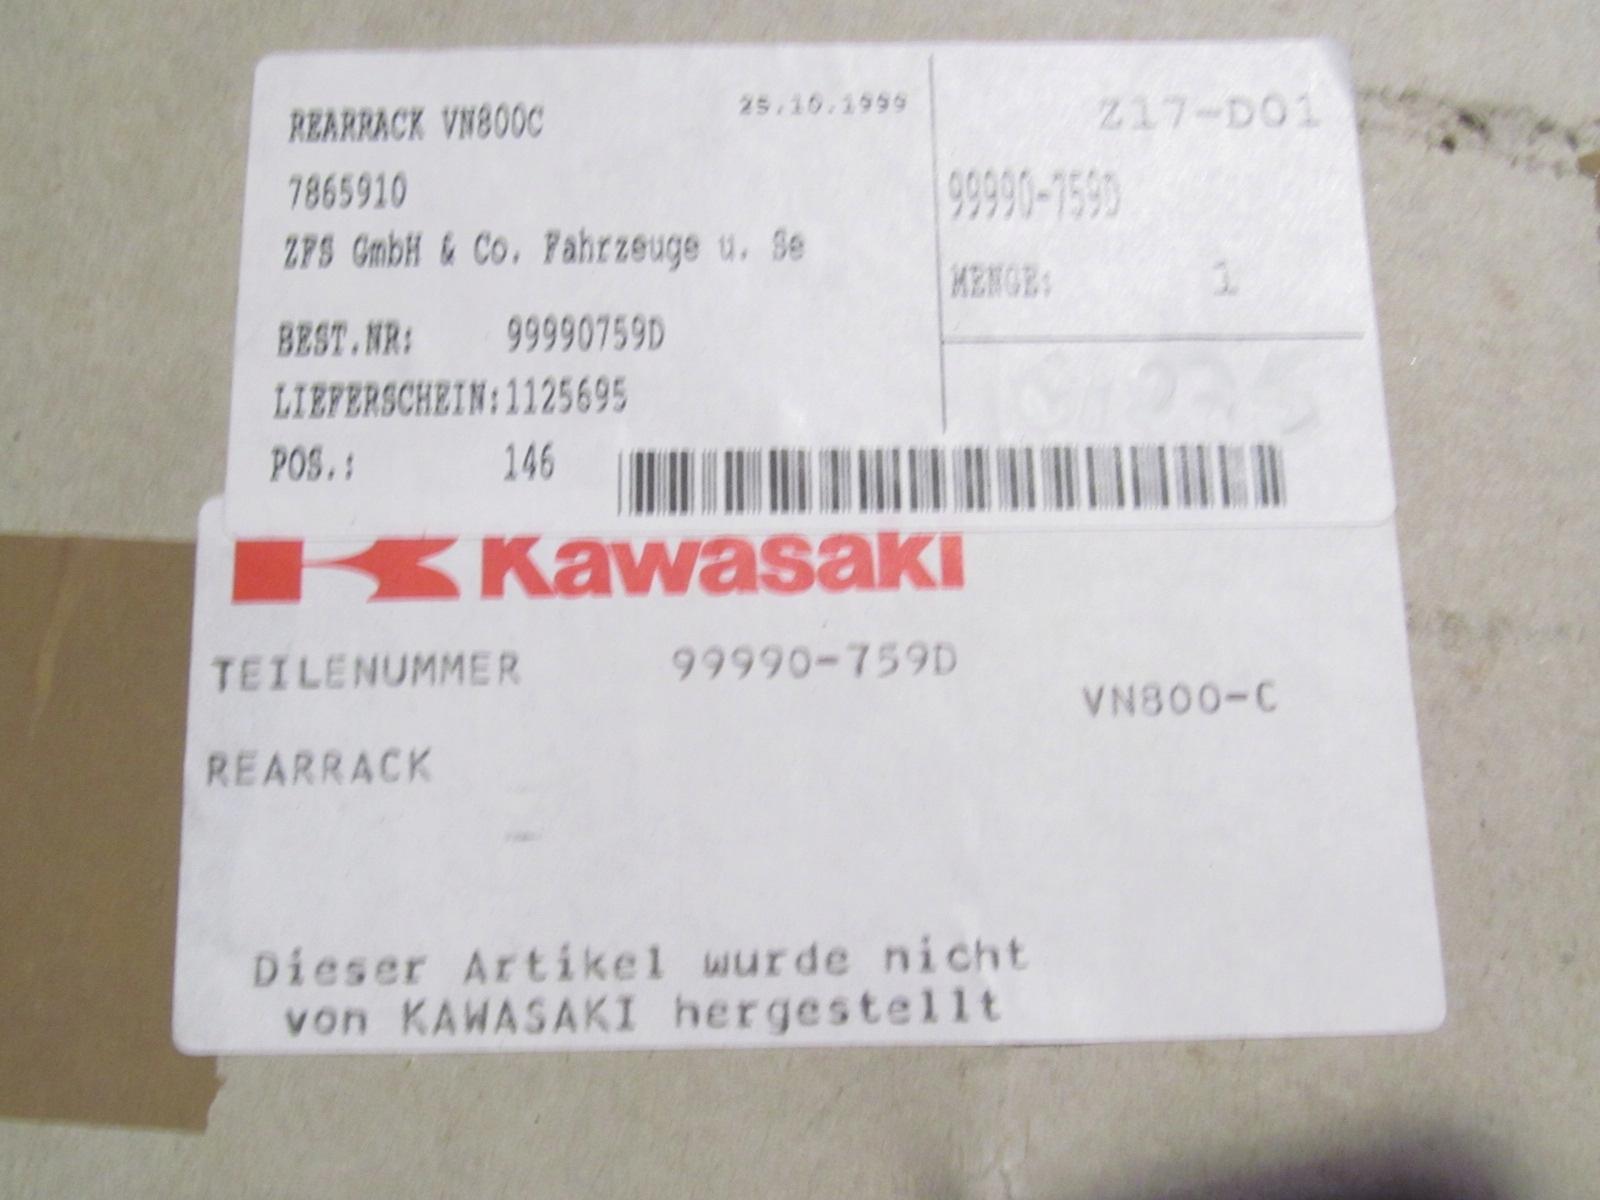 REARRACK VN800C
25.10.1999
7865910
ZFS GmbH & Co. Fahrzeuge u. Se
BEST.NR: 99990759D
LIEFERSCHEIN:1125695
POS.: 146
Z17-D01
99990-759D
MENGE: 1
Kawasaki
TEILENUMMER 99990-759D
VN800-C
REARRACK
Dieser Artikel wurde nicht
von KAWASAKI hergestellt